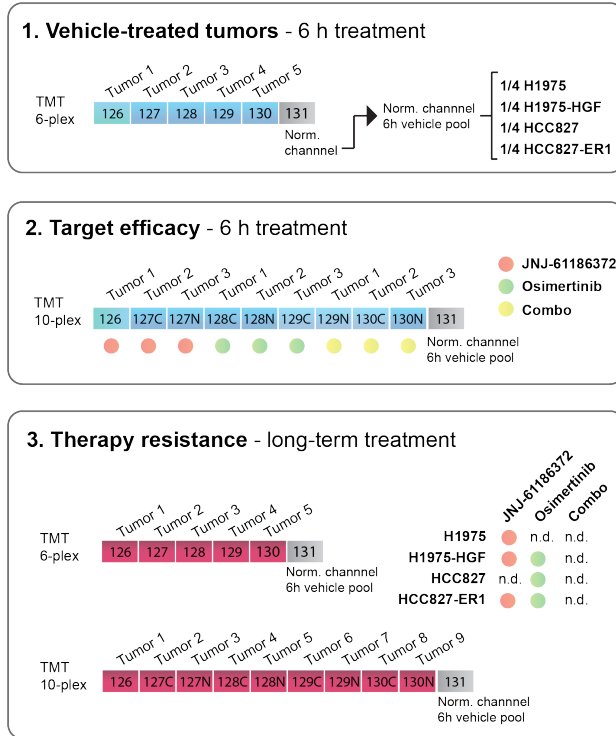 1. Vehicle-treated tumors - 6 h treatment
Tumor 1
Tumor 2
Tumor 3
Tumor 4
Tumor 5
TMT
6-plex
126 127 128 129 130 131
Norm.
channnel
Norm. channnel
6h vehicle pool
1/4 H1975
1/4 H1975-HGF
1/4 HCC827
1/4 HCC827-ER1
2. Target efficacy - 6 h treatment
Tumor 1
Tumor 2
Tumor 3
Tumor 1
Tumor 2
Tumor 3
Tumor 1
Tumor 2
Tumor 3
TMT
10-plex
126 127C 127N 128C 128N 129C 129N 130C 130N 131
Norm. channnel
6h vehicle pool
JNJ-61186372
Osimertinib
Combo
3. Therapy resistance - long-term treatment
Tumor 1
Tumor 2
Tumor 3
Tumor 4
Tumor 5
TMT
6-plex
126 127 128 129 130 131
Norm. channnel
6h vehicle pool
JNJ-61186372
Osimertinib
Combo
H1975 n.d. n.d.
H1975-HGF n.d.
HCC827 n.d. n.d.
HCC827-ER1 n.d.
Tumor 1
Tumor 2
Tumor 3
Tumor 4
Tumor 5
Tumor 6
Tumor 7
Tumor 8
Tumor 9
TMT
10-plex
126 127C 127N 128C 128N 129C 129N 130C 130N 131
Norm. channnel
6h vehicle pool